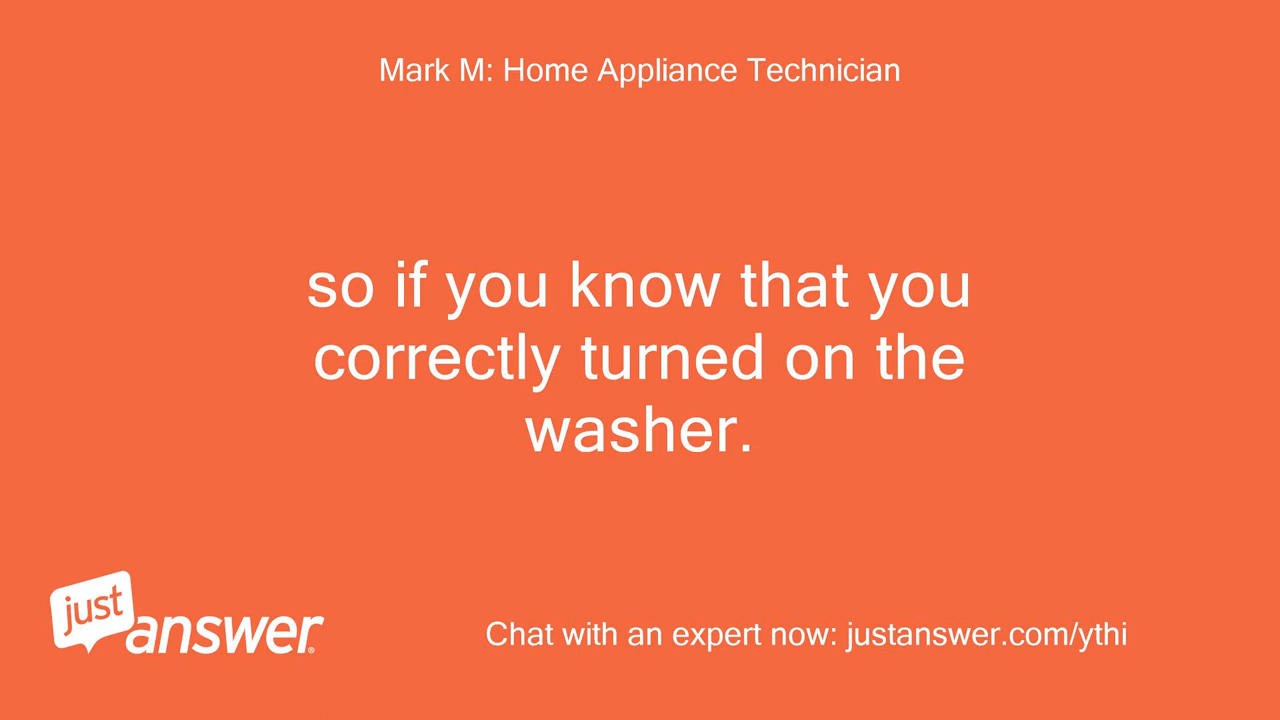 Mark M: Home Appliance Technician
so if you know that you
correctly turned on the
washer.
just
answer®
Chat with an expert now: justanswer.com/ythi